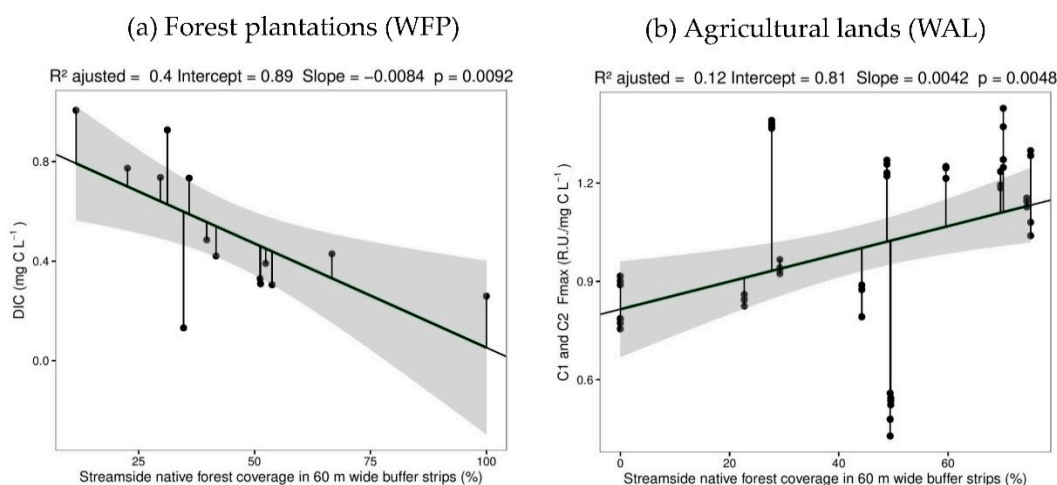 (a) Forest plantations (WFP)
R² ajusted = 0.4 Intercept = 0.89 Slope = −0.0084 p = 0.0092
DIC (mg C L⁻¹)
0.8
0.4
0.0
25
50
75
100
Streamside native forest coverage in 60 m wide buffer strips (%)
(b) Agricultural lands (WAL)
R² ajusted = 0.12 Intercept = 0.81 Slope = 0.0042 p = 0.0048
C1 and C2 Fmax (R.U./mg C L⁻¹)
1.2
0.9
0.6
0
20
40
60
Streamside native forest coverage in 60 m wide buffer strips (%)